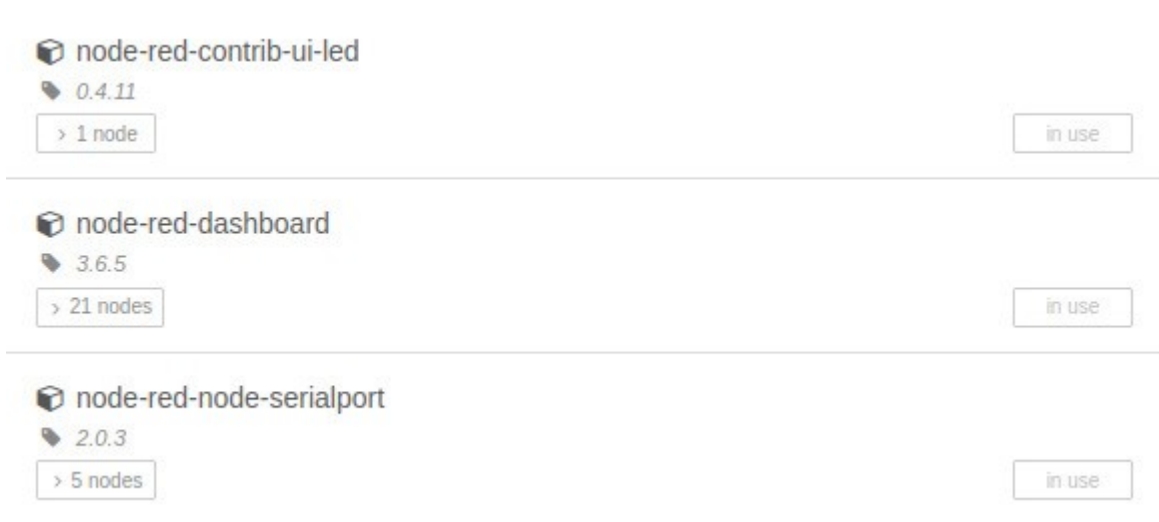 node-red-contrib-ui-led
0.4.11
1 node
in use
node-red-dashboard
3.6.5
21 nodes
in use
node-red-node-serialport
2.0.3
5 nodes
in use